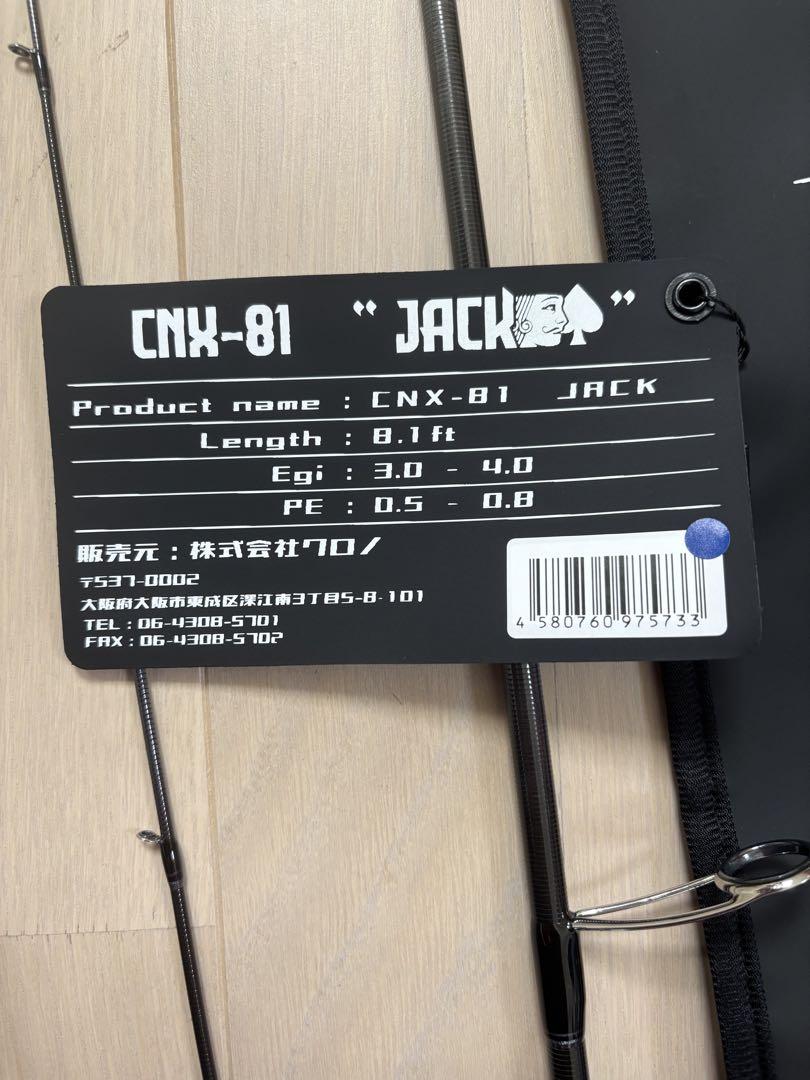 CNX-81 "JACK"
Product name : CNX-81 JACK
Length : 8.1ft
Egi : 3.0 - 4.0
PE : 0.5 - 0.8
販売元：株式会社クロノ
〒537-0002
大阪府大阪市東成区深江南3丁目5-8-101
TEL : 06-4308-5701
FAX : 06-4308-5702
4 580760 975733